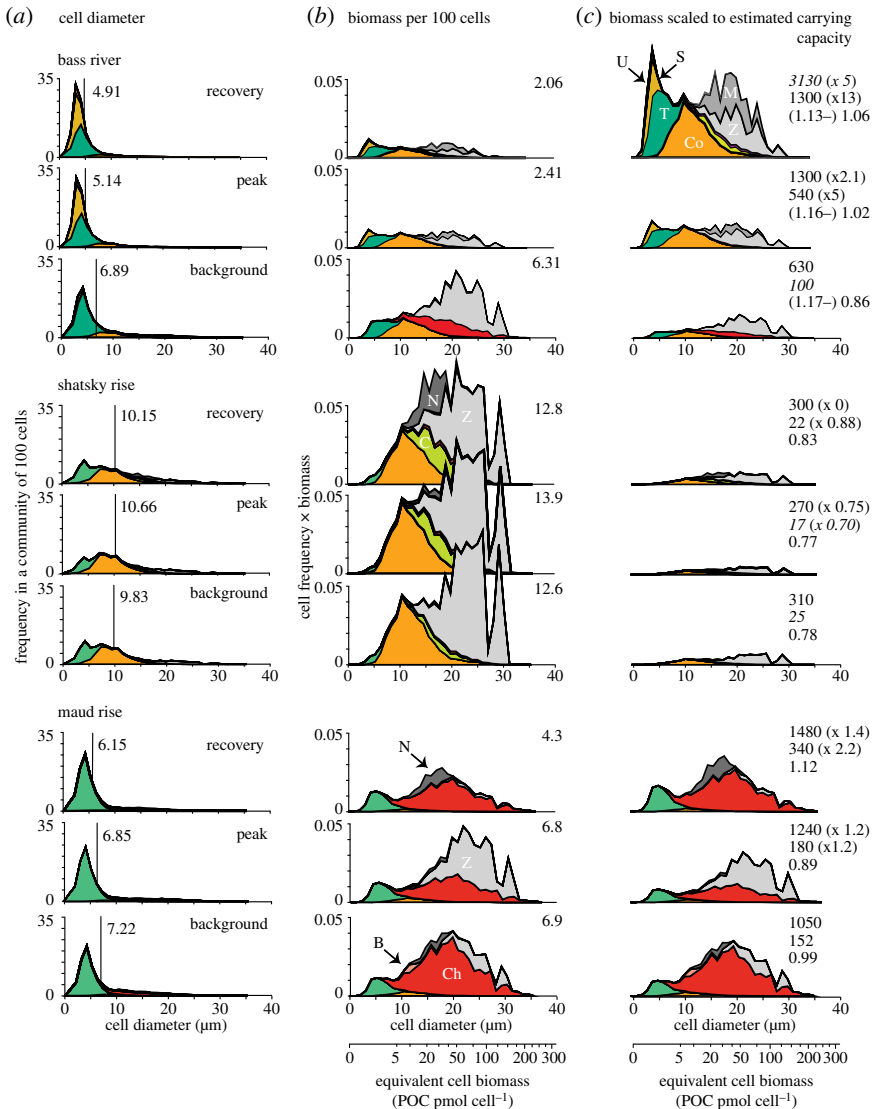 (a) cell diameter
(b) biomass per 100 cells
(c) biomass scaled to estimated carrying capacity
bass river
35
0
4.91
recovery
35
0
5.14
peak
35
0
6.89
background
0 10 20 30 40
0.05
0
2.06
0.05
0
2.41
0.05
0
6.31
0 10 20 30 40
U
S
T
M
Z
Co
3130 (x 5)
1300 (x13)
(1.13–) 1.06
1300 (x2.1)
540 (x5)
(1.16–) 1.02
630
100
(1.17–) 0.86
0 10 20 30 40
shatsky rise
frequency in a community of 100 cells
35
0
10.15
recovery
35
0
10.66
peak
35
0
9.83
background
0 10 20 30 40
cell frequency × biomass
0.05
0
N
Z
C
12.8
0.05
0
13.9
0.05
0
12.6
0 10 20 30 40
300 (x 0)
22 (x 0.88)
0.83
270 (x 0.75)
17 (x 0.70)
0.77
310
25
0.78
0 10 20 30 40
maud rise
35
0
6.15
recovery
35
0
6.85
peak
35
0
7.22
background
0 10 20 30 40
cell diameter (µm)
0.05
0
N
4.3
0.05
0
Z
6.8
0.05
0
B
Ch
6.9
0 10 20 30 40
cell diameter (µm)
0 5 20 50 100 200 300
equivalent cell biomass
(POC pmol cell⁻¹)
1480 (x 1.4)
340 (x 2.2)
1.12
1240 (x 1.2)
180 (x1.2)
0.89
1050
152
0.99
0 10 20 30 40
cell diameter (µm)
0 5 20 50 100 200 300
equivalent cell biomass
(POC pmol cell⁻¹)